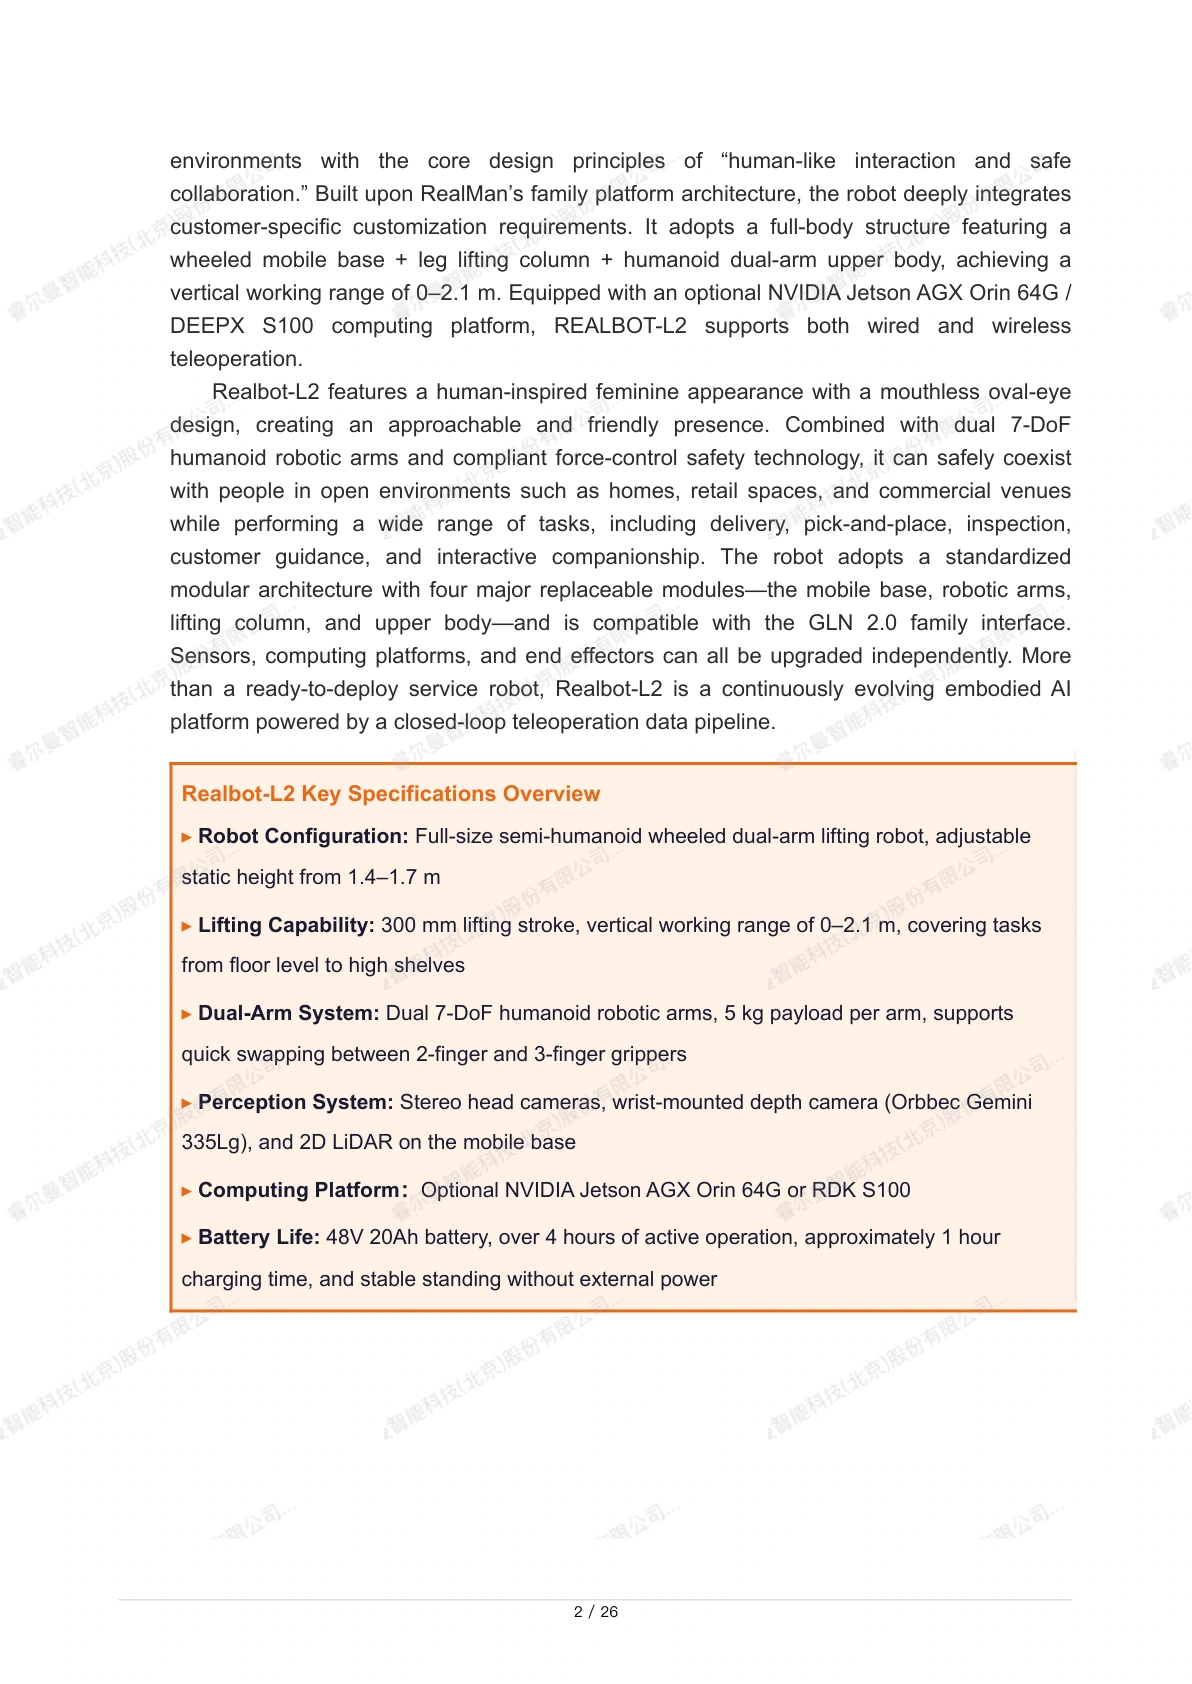 environments with the core design principles of “human-like interaction and safe
collaboration.” Built upon RealMan’s family platform architecture, the robot deeply integrates
customer-specific customization requirements. It adopts a full-body structure featuring a
wheeled mobile base + leg lifting column + humanoid dual-arm upper body, achieving a
vertical working range of 0–2.1 m. Equipped with an optional NVIDIA Jetson AGX Orin 64G /
DEEPX S100 computing platform, REALBOT-L2 supports both wired and wireless
teleoperation.
Realbot-L2 features a human-inspired feminine appearance with a mouthless oval-eye
design, creating an approachable and friendly presence. Combined with dual 7-DoF
humanoid robotic arms and compliant force-control safety technology, it can safely coexist
with people in open environments such as homes, retail spaces, and commercial venues
while performing a wide range of tasks, including delivery, pick-and-place, inspection,
customer guidance, and interactive companionship. The robot adopts a standardized
modular architecture with four major replaceable modules—the mobile base, robotic arms,
lifting column, and upper body—and is compatible with the GLN 2.0 family interface.
Sensors, computing platforms, and end effectors can all be upgraded independently. More
than a ready-to-deploy service robot, Realbot-L2 is a continuously evolving embodied AI
platform powered by a closed-loop teleoperation data pipeline.
Realbot-L2 Key Specifications Overview
▸ Robot Configuration: Full-size semi-humanoid wheeled dual-arm lifting robot, adjustable
static height from 1.4–1.7 m
▸ Lifting Capability: 300 mm lifting stroke, vertical working range of 0–2.1 m, covering tasks
from floor level to high shelves
▸ Dual-Arm System: Dual 7-DoF humanoid robotic arms, 5 kg payload per arm, supports
quick swapping between 2-finger and 3-finger grippers
▸ Perception System: Stereo head cameras, wrist-mounted depth camera (Orbbec Gemini
335Lg), and 2D LiDAR on the mobile base
▸ Computing Platform：Optional NVIDIA Jetson AGX Orin 64G or RDK S100
▸ Battery Life: 48V 20Ah battery, over 4 hours of active operation, approximately 1 hour
charging time, and stable standing without external power
2 / 26
睿尔曼智能科技(北京)股份有限公司...